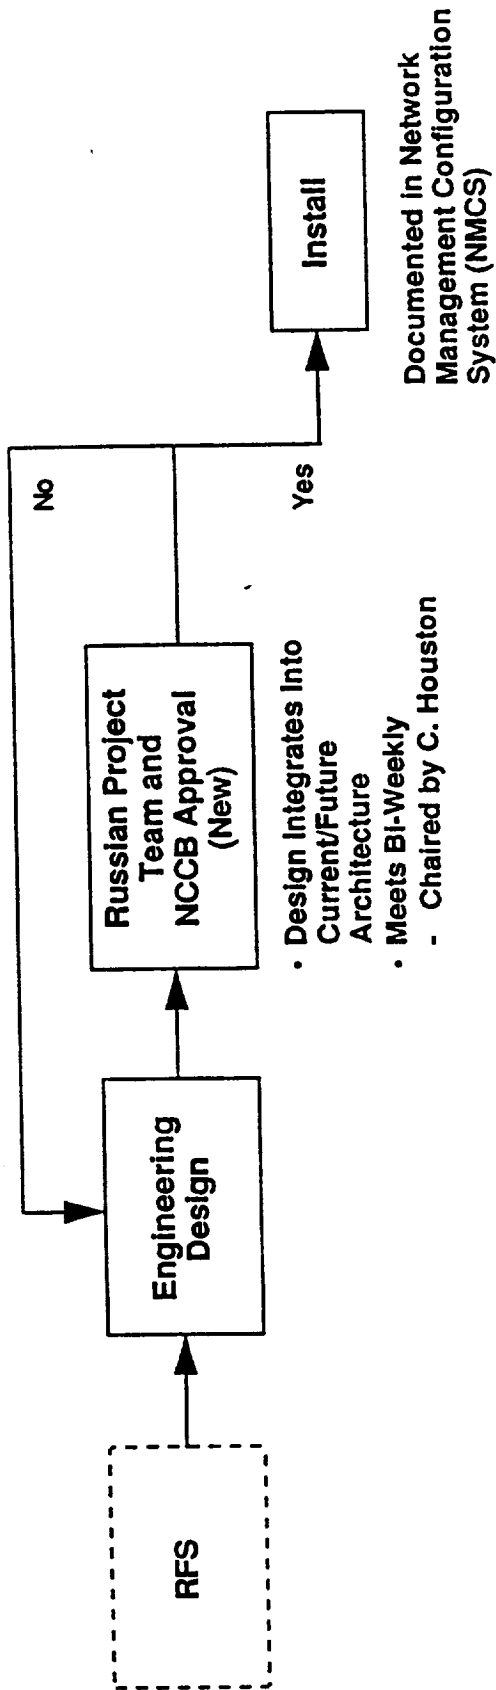 RFS
Engineering
Design
Russian Project
Team and
NCCB Approval
(New)
• Design Integrates Into
Current/Future
Architecture
• Meets Bi-Weekly
- Chaired by C. Houston
No
Yes
Install
Documented in Network
Management Configuration
System (NMCS)